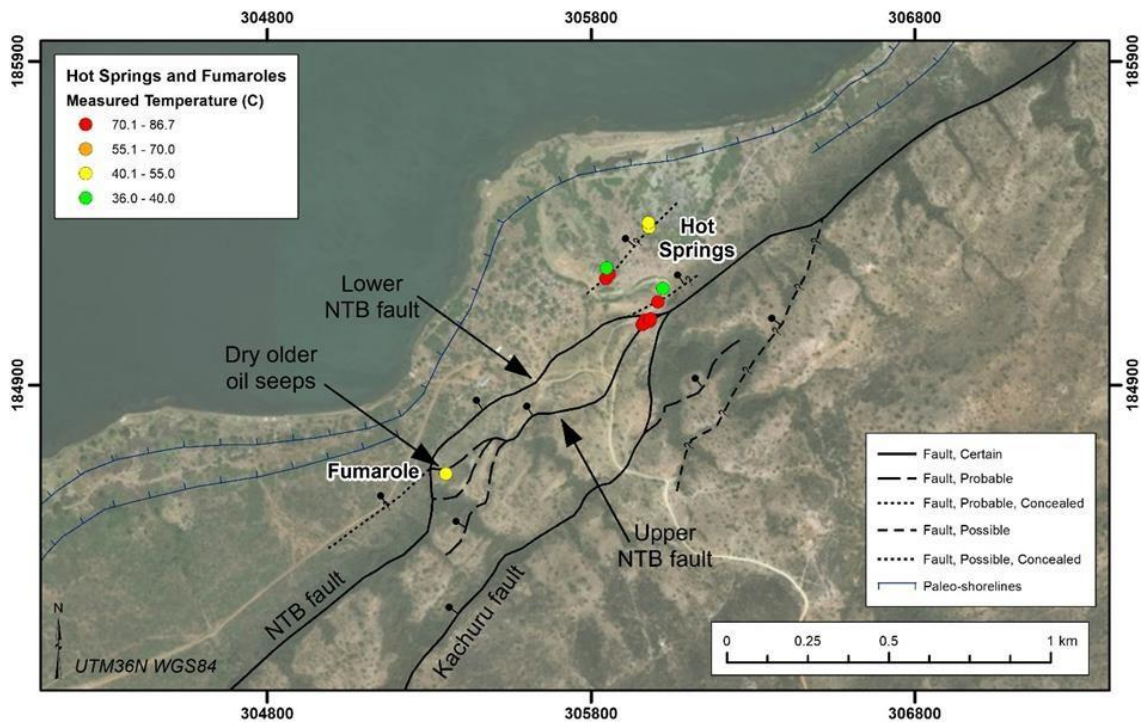 304800
305800
306800
185900
185900
Hot Springs and Fumaroles
Measured Temperature (C)
70.1 - 86.7
55.1 - 70.0
40.1 - 55.0
36.0 - 40.0
Hot
Springs
Lower
NTB fault
Dry older
oil seeps
184900
184900
Fumarole
Upper
NTB fault
NTB fault
Kachuru fault
Fault, Certain
Fault, Probable
Fault, Probable, Concealed
Fault, Possible
Fault, Possible, Concealed
Paleo-shorelines
N
UTM36N WGS84
0 0.25 0.5 1 km
304800
305800
306800